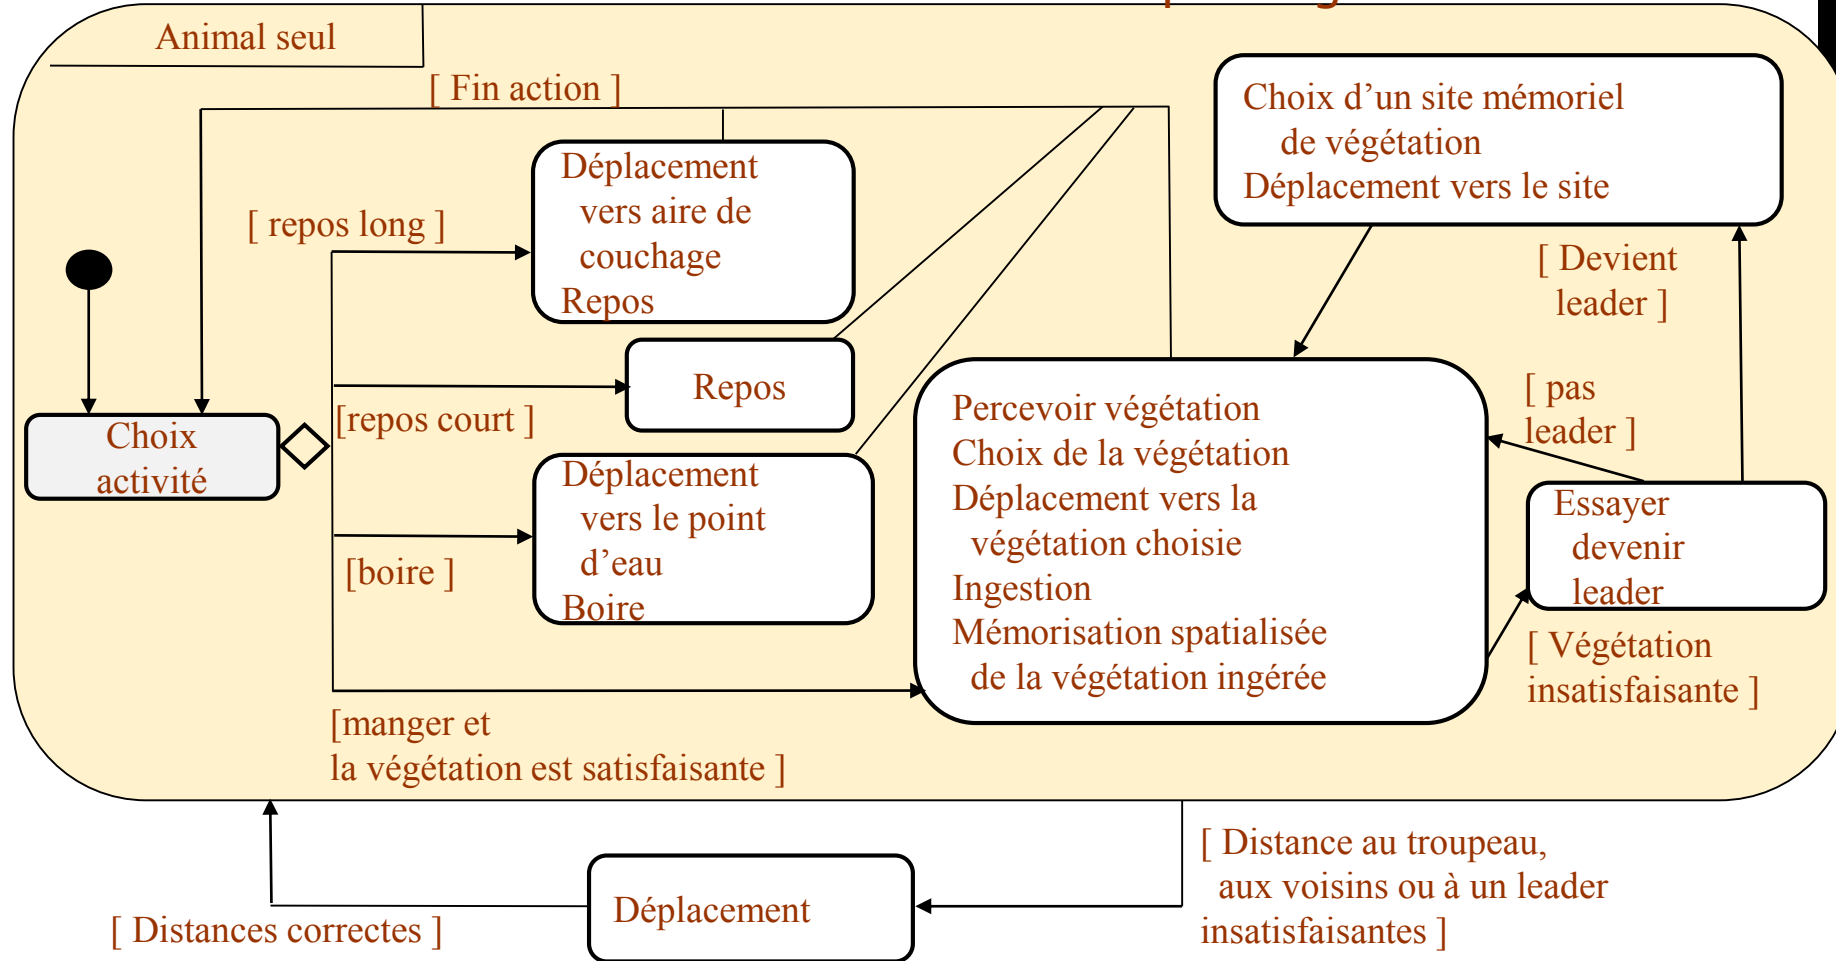 Animal seul
[ Fin action ]
Choix d’un site mémoriel
de végétation
Déplacement vers le site
Déplacement
vers aire de
couchage
Repos
[ repos long ]
[ Devient
leader ]
Repos
[repos court ]
Choix
activité
[ pas
leader ]
Percevoir végétation
Choix de la végétation
Déplacement vers la
végétation choisie
Ingestion
Mémorisation spatialisée
de la végétation ingérée
Déplacement
vers le point
d’eau
Boire
[boire ]
Essayer
devenir
leader
[ Végétation
insatisfaisante ]
[manger et
la végétation est satisfaisante ]
[ Distance au troupeau,
aux voisins ou à un leader
insatisfaisantes ]
Déplacement
[ Distances correctes ]